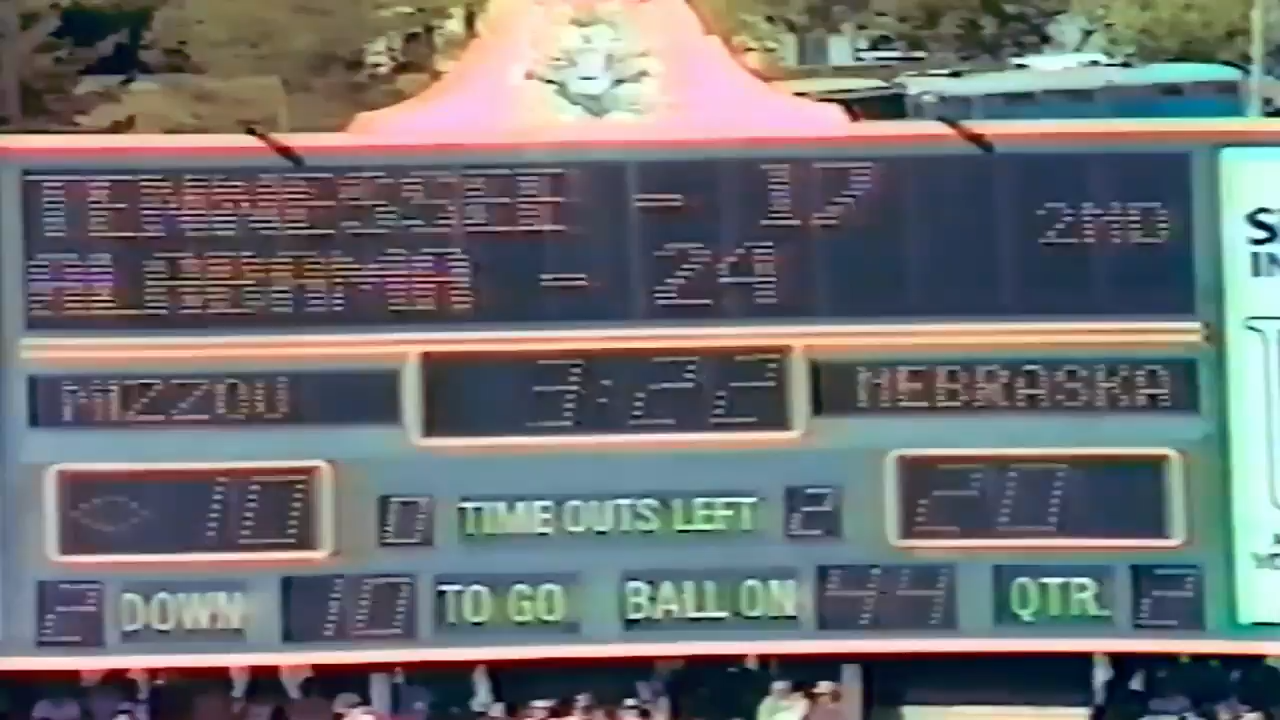 TENNESSEE - 17
2ND
ALABAMA - 24
MIZZOU 3:22 NEBRASKA
10 0 TIME OUTS LEFT 2 20
2 DOWN 10 TO GO BALL ON 44 QTR. 2